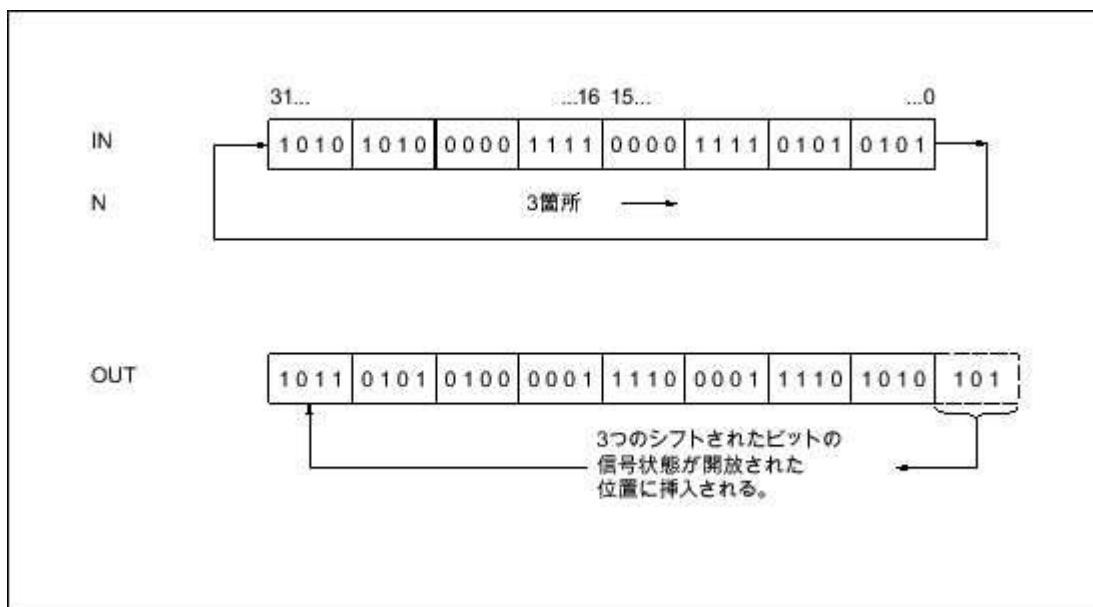 31... ...16 15... ...0
IN 1010 1010 0000 1111 0000 1111 0101 0101
N 3箇所
OUT 1011 0101 0100 0001 1110 0001 1110 1010 101
3つのシフトされたビットの
信号状態が開放された
位置に挿入される。